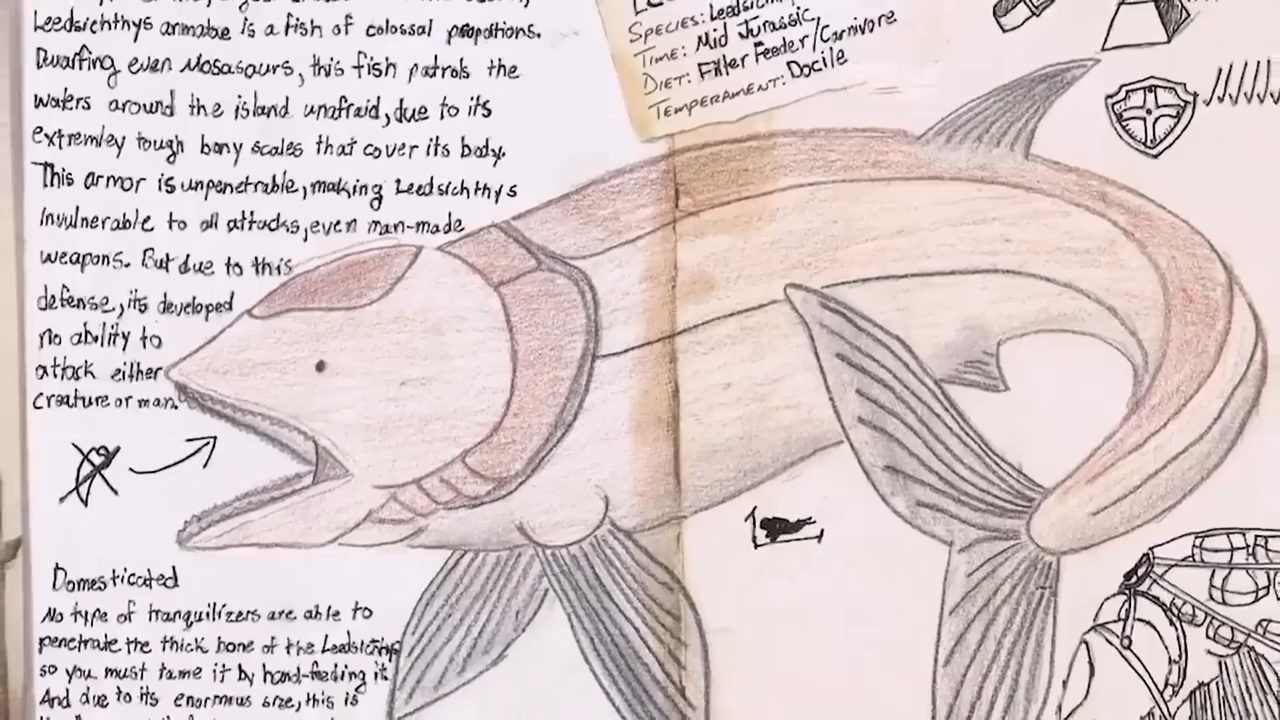 Leedsichthys armatae is a fish of colossal propotions.
Dwarfing even Mosasaurs, this fish patrols the
waters around the island unafraid, due to its
extremley tough bony scales that cover its body.
This armor is unpenetrable, making Leedsichthys
invulnerable to all attacks, even man-made
weapons. But due to this
defense, its developed
no ability to
attack either
creature or man.
Species:
Time: Mid Jurassic
Diet: Filter Feeder/Carnivore
Temperament: Docile
Domesticated
No type of tranquilizers are able to
penetrate the thick bone of the Leedsichthys
so you must tame it by hand-feeding it.
And due to its enormous size, this is